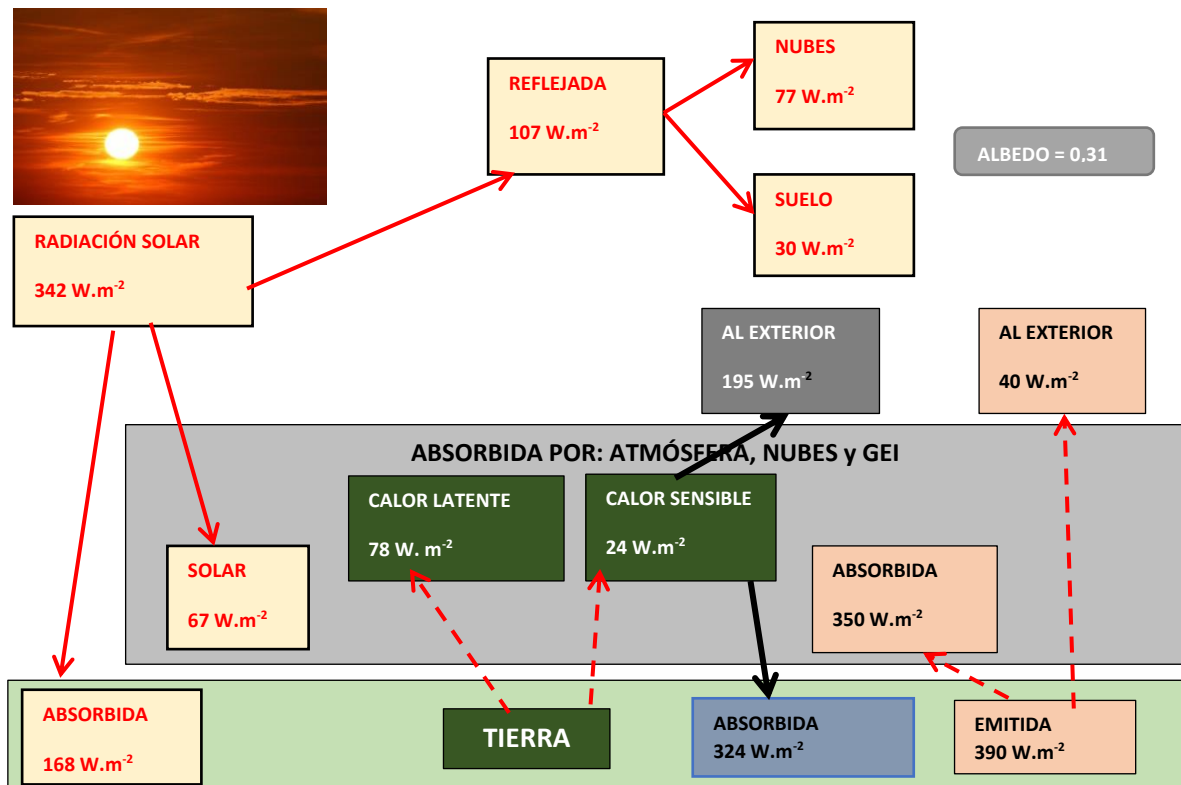 NUBES
77 W.m⁻²
REFLEJADA
107 W.m⁻²
ALBEDO = 0,31
SUELO
30 W.m⁻²
RADIACIÓN SOLAR
342 W.m⁻²
AL EXTERIOR
195 W.m⁻²
AL EXTERIOR
40 W.m⁻²
ABSORBIDA POR: ATMÓSFERA, NUBES y GEI
CALOR LATENTE
78 W. m⁻²
CALOR SENSIBLE
24 W.m⁻²
SOLAR
67 W.m⁻²
ABSORBIDA
350 W.m⁻²
ABSORBIDA
168 W.m⁻²
TIERRA
ABSORBIDA
324 W.m⁻²
EMITIDA
390 W.m⁻²